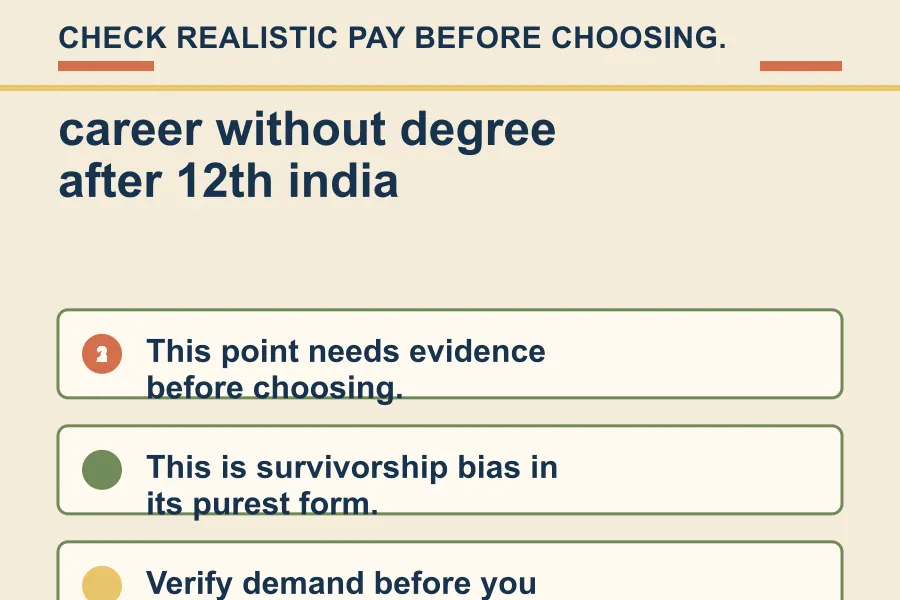 CHECK REALISTIC PAY BEFORE CHOOSING.
career without degree
after 12th india
This point needs evidence
before choosing.
This is survivorship bias in
its purest form.
Verify demand before you